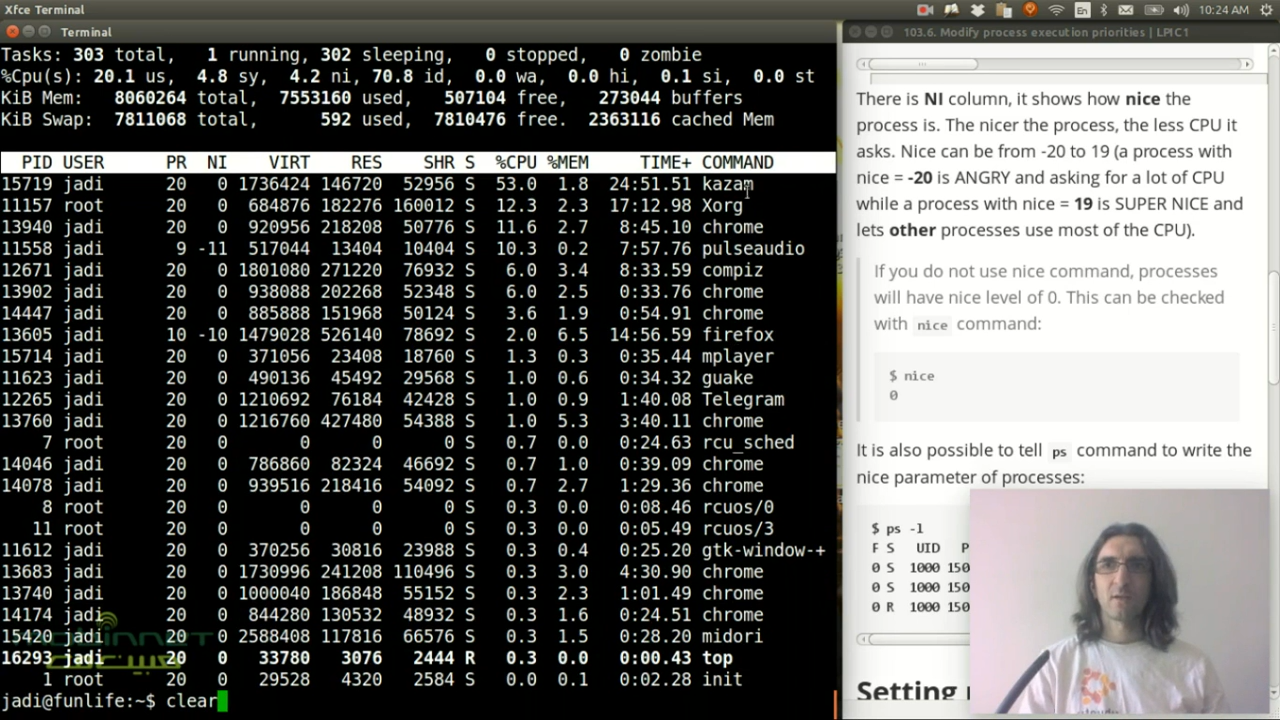 Xfce Terminal
En
10:24 AM
Terminal
Tasks: 303 total, 1 running, 302 sleeping, 0 stopped, 0 zombie
%Cpu(s): 20.1 us, 4.8 sy, 4.2 ni, 70.8 id, 0.0 wa, 0.0 hi, 0.1 si, 0.0 st
KiB Mem: 8060264 total, 7553160 used, 507104 free, 273044 buffers
KiB Swap: 7811068 total, 592 used, 7810476 free. 2363116 cached Mem
PID USER PR NI VIRT RES SHR S %CPU %MEM TIME+ COMMAND
15719 jadi 20 0 1736424 146720 52956 S 53.0 1.8 24:51.51 kazam
11157 root 20 0 684876 182276 160012 S 12.3 2.3 17:12.98 Xorg
13940 jadi 20 0 920956 218208 50776 S 11.6 2.7 8:45.10 chrome
11558 jadi 9 -11 517044 13404 10404 S 10.3 0.2 7:57.76 pulseaudio
12671 jadi 20 0 1801080 271220 76932 S 6.0 3.4 8:33.59 compiz
13902 jadi 20 0 938088 202268 52348 S 6.0 2.5 0:33.76 chrome
14447 jadi 20 0 885888 151968 50124 S 3.6 1.9 0:54.91 chrome
13605 jadi 10 -10 1479028 526140 78692 S 2.0 6.5 14:56.59 firefox
15714 jadi 20 0 371056 23408 18760 S 1.3 0.3 0:35.44 mplayer
11623 jadi 20 0 490136 45492 29568 S 1.0 0.6 0:34.32 guake
12265 jadi 20 0 1210692 76184 42428 S 1.0 0.9 1:40.08 Telegram
13760 jadi 20 0 1216760 427480 54388 S 1.0 5.3 3:40.11 chrome
7 root 20 0 0 0 0 S 0.7 0.0 0:24.63 rcu_sched
14046 jadi 20 0 786860 82324 46692 S 0.7 1.0 0:39.09 chrome
14078 jadi 20 0 939516 218416 54092 S 0.7 2.7 1:29.36 chrome
8 root 20 0 0 0 0 S 0.3 0.0 0:08.46 rcuos/0
11 root 20 0 0 0 0 S 0.3 0.0 0:05.49 rcuos/3
11612 jadi 20 0 370256 30816 23988 S 0.3 0.4 0:25.20 gtk-window-+
13683 jadi 20 0 1730996 241208 110496 S 0.3 3.0 4:30.90 chrome
13740 jadi 20 0 1000040 186848 55152 S 0.3 2.3 1:01.49 chrome
14174 jadi 20 0 844280 130532 48932 S 0.3 1.6 0:24.51 chrome
15420 jadi 20 0 2588408 117816 66576 S 0.3 1.5 0:28.20 midori
16293 jadi 20 0 33780 3076 2444 R 0.3 0.0 0:00.43 top
1 root 20 0 29528 4320 2584 S 0.0 0.1 0:02.28 init
jadi@funlife:~$ clear
103.6. Modify process execution priorities | LPIC1
There is NI column, it shows how nice the
process is. The nicer the process, the less CPU it
asks. Nice can be from -20 to 19 (a process with
nice = -20 is ANGRY and asking for a lot of CPU
while a process with nice = 19 is SUPER NICE and
lets other processes use most of the CPU).
If you do not use nice command, processes
will have nice level of 0. This can be checked
with nice command:
$ nice
0
It is also possible to tell ps command to write the
nice parameter of processes:
$ ps -l
F S UID P
0 S 1000 150
0 S 1000 150
0 R 1000 150
Setting